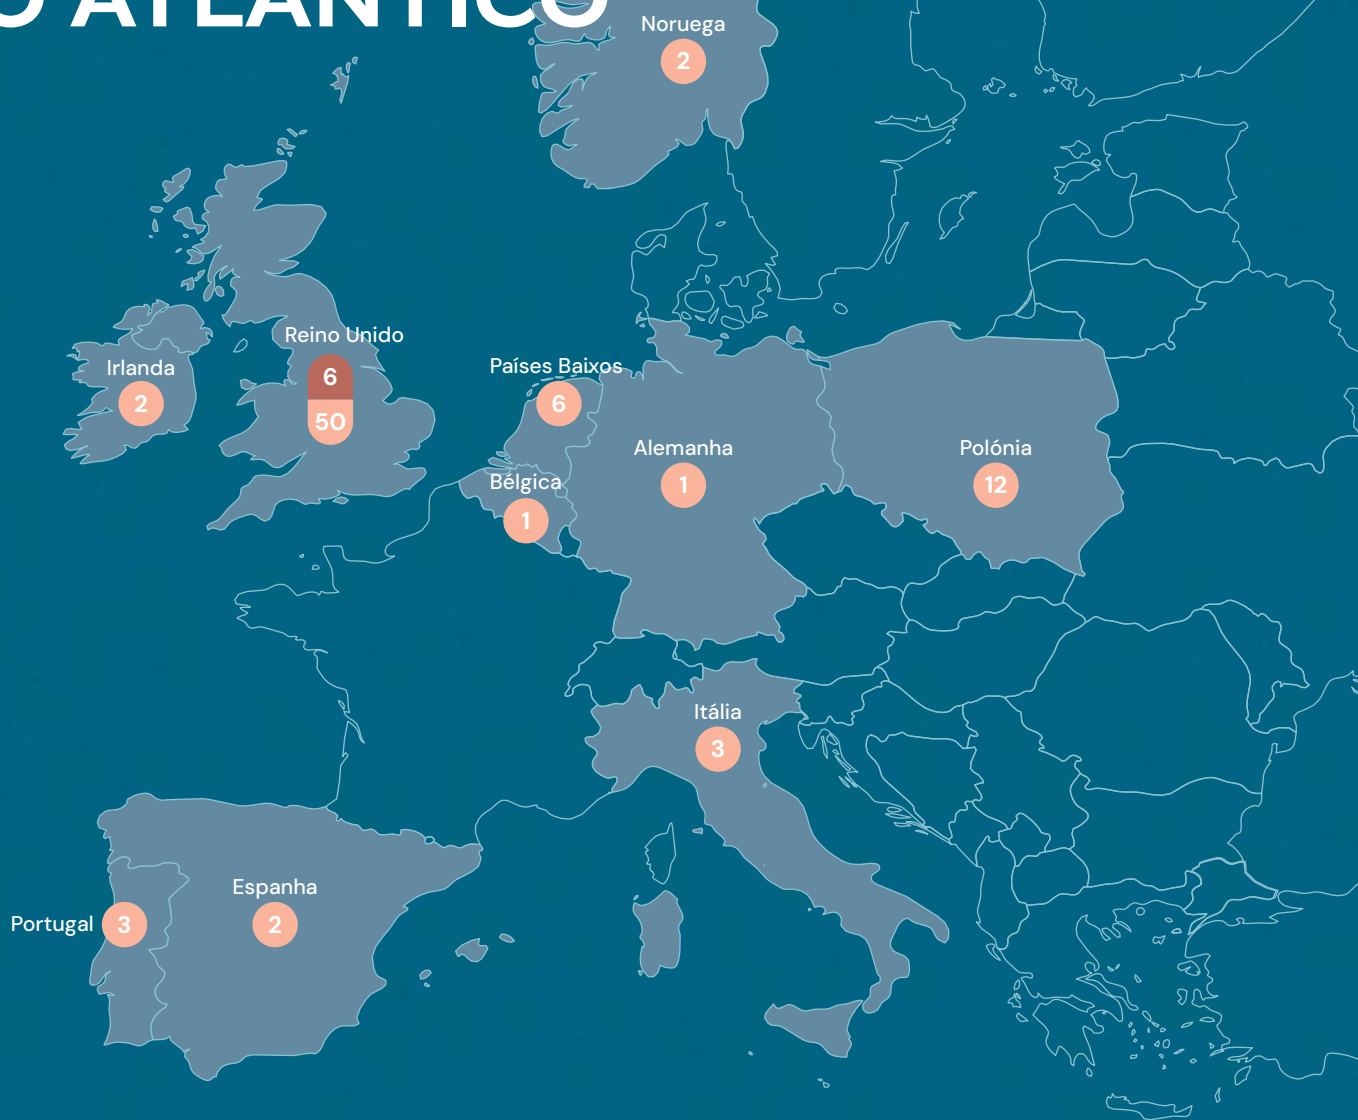 O ATLÂNTICO
Noruega
2
Reino Unido
6
50
Irlanda
2
Países Baixos
6
Alemanha
1
Polónia
12
Bélgica
1
Itália
3
Espanha
2
Portugal
3